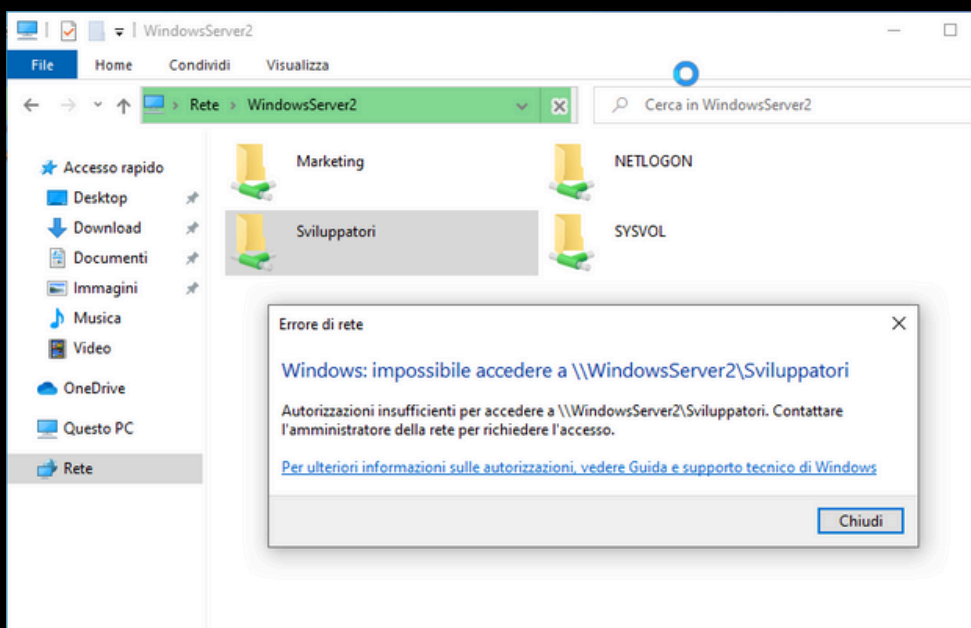 WindowsServer2
File Home Condividi Visualizza
Rete WindowsServer2
Cerca in WindowsServer2
Accesso rapido
Desktop
Download
Documenti
Immagini
Musica
Video
OneDrive
Questo PC
Rete
Marketing
NETLOGON
Sviluppatori
SYSVOL
Errore di rete
Windows: impossibile accedere a \\WindowsServer2\Sviluppatori
Autorizzazioni insufficienti per accedere a \\WindowsServer2\Sviluppatori. Contattare
l'amministratore della rete per richiedere l'accesso.
Per ulteriori informazioni sulle autorizzazioni, vedere Guida e supporto tecnico di Windows
Chiudi